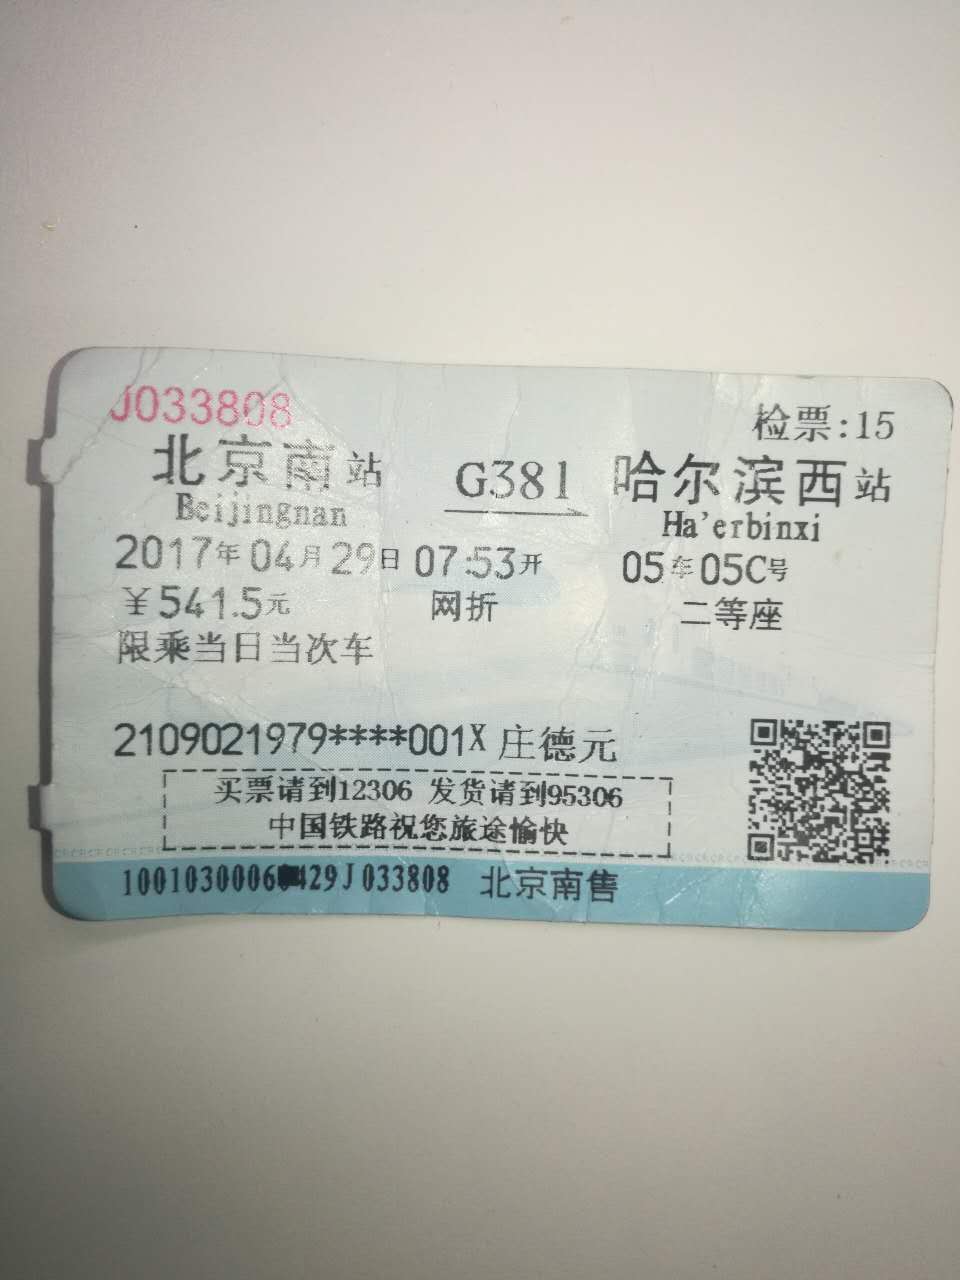 J033808
检票:15
北京南站 G381 哈尔滨西站
Beijingnan Ha'erbinxi
2017年04月29日 07:53开 05车05C号
￥541.5元 网折 二等座
限乘当日当次车
2109021979****001X 庄德元
买票请到12306 发货请到95306
中国铁路祝您旅途愉快
CRCRCRCRCR
10010300060429J033808 北京南售